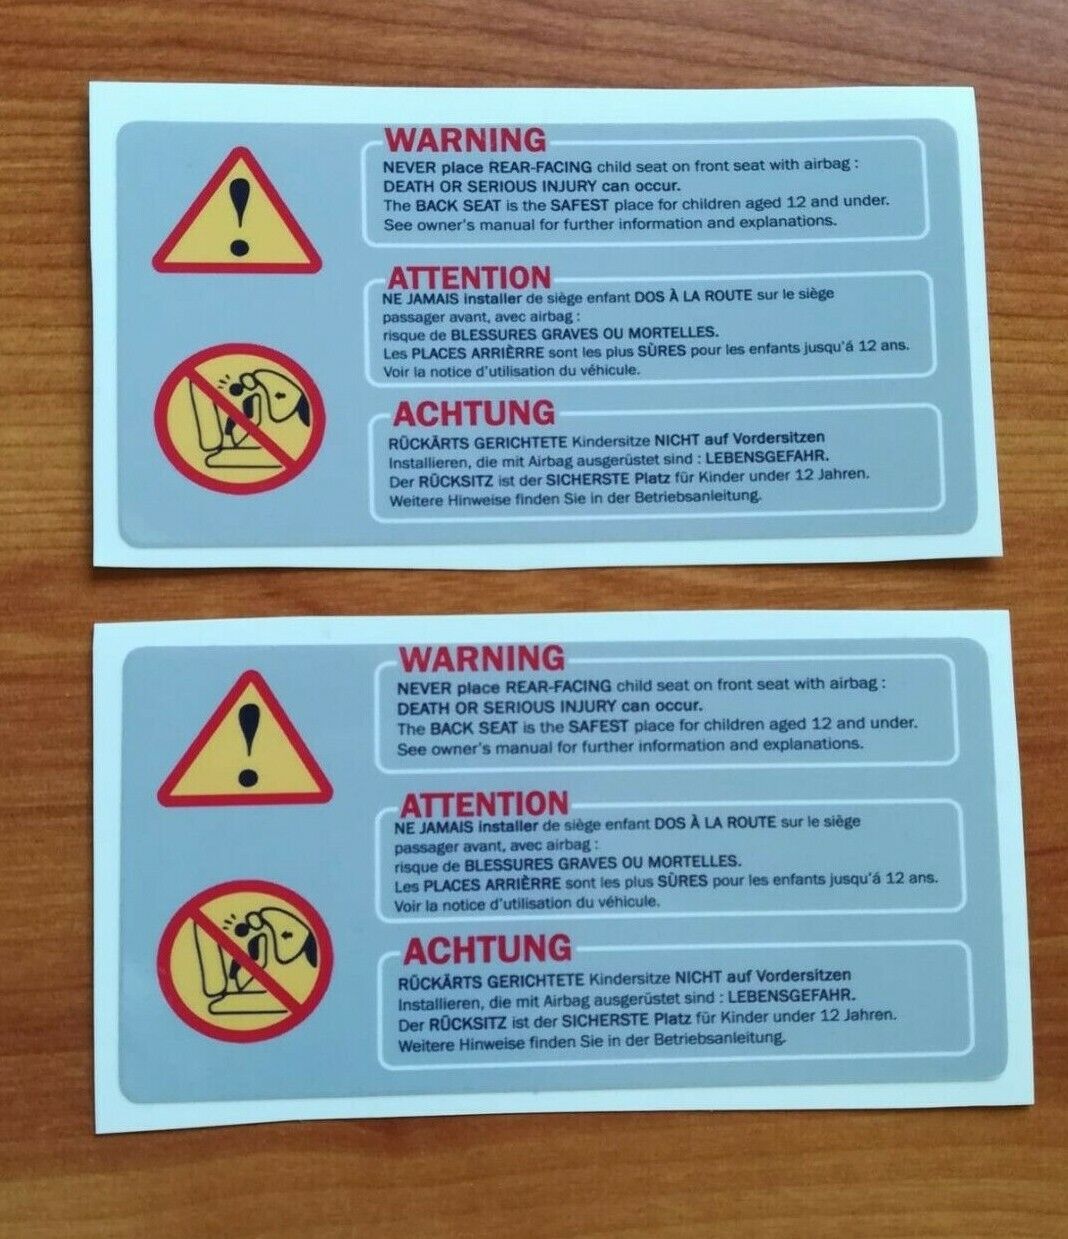 WARNING
NEVER place REAR-FACING child seat on front seat with airbag :
DEATH OR SERIOUS INJURY can occur.
The BACK SEAT is the SAFEST place for children aged 12 and under.
See owner's manual for further information and explanations.
ATTENTION
NE JAMAIS installer de siège enfant DOS À LA ROUTE sur le siège
passager avant, avec airbag :
risque de BLESSURES GRAVES OU MORTELLES.
Les PLACES ARRIÈRRE sont les plus SÙRES pour les enfants jusqu'á 12 ans.
Voir la notice d'utilisation du véhicule.
ACHTUNG
RÜCKÄRTS GERICHTETE Kindersitze NICHT auf Vordersitzen
Installieren, die mit Airbag ausgerüstet sind : LEBENSGEFAHR.
Der RÜCKSITZ ist der SICHERSTE Platz für Kinder under 12 Jahren.
Weitere Hinweise finden Sie in der Betriebsanleitung.
WARNING
NEVER place REAR-FACING child seat on front seat with airbag :
DEATH OR SERIOUS INJURY can occur.
The BACK SEAT is the SAFEST place for children aged 12 and under.
See owner's manual for further information and explanations.
ATTENTION
NE JAMAIS installer de siège enfant DOS À LA ROUTE sur le siège
passager avant, avec airbag :
risque de BLESSURES GRAVES OU MORTELLES.
Les PLACES ARRIÈRRE sont les plus SÙRES pour les enfants jusqu'á 12 ans.
Voir la notice d'utilisation du véhicule.
ACHTUNG
RÜCKÄRTS GERICHTETE Kindersitze NICHT auf Vordersitzen
Installieren, die mit Airbag ausgerüstet sind : LEBENSGEFAHR.
Der RÜCKSITZ ist der SICHERSTE Platz für Kinder under 12 Jahren.
Weitere Hinweise finden Sie in der Betriebsanleitung.